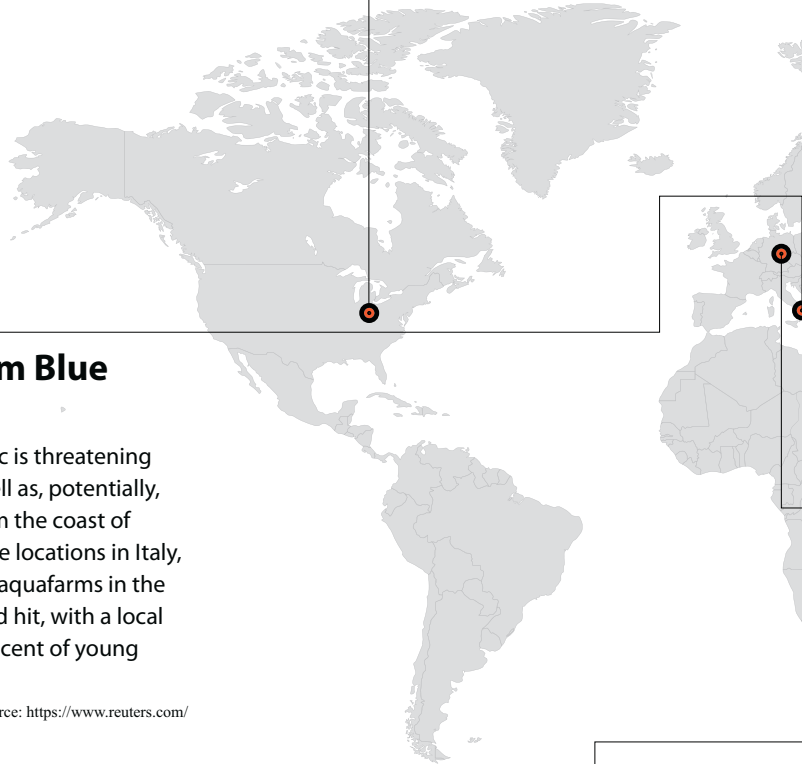 m Blue
c is threatening
ll as, potentially,
n the coast of
e locations in Italy,
aquafarms in the
d hit, with a local
cent of young
rce: https://www.reuters.com/